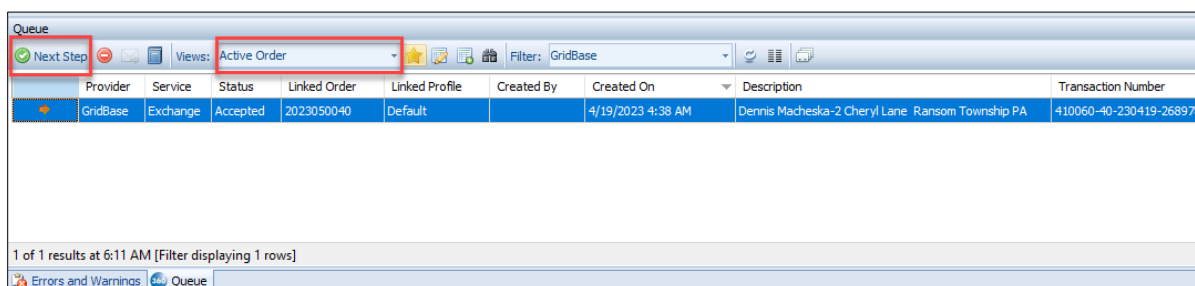 Queue
Next Step Views: Active Order Filter: GridBase
Provider Service Status Linked Order Linked Profile Created By Created On Description Transaction Number
GridBase Exchange Accepted 2023050040 Default 4/19/2023 4:38 AM Dennis Macheska-2 Cheryl Lane Ransom Township PA 410060-40-230419-26897
1 of 1 results at 6:11 AM [Filter displaying 1 rows]
Errors and Warnings 360 Queue